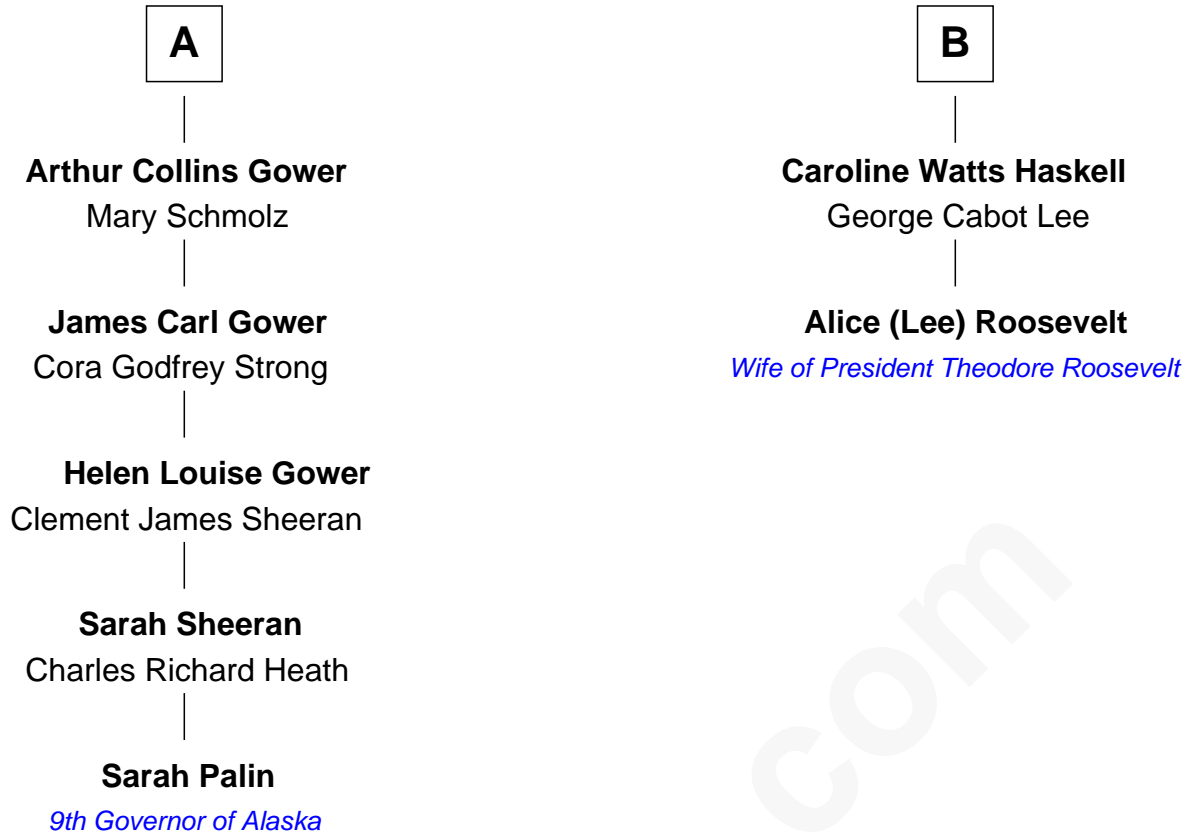 A
Arthur Collins Gower
Mary Schmolz
James Carl Gower
Cora Godfrey Strong
Helen Louise Gower
Clement James Sheeran
Sarah Sheeran
Charles Richard Heath
Sarah Palin
9th Governor of Alaska
B
Caroline Watts Haskell
George Cabot Lee
Alice (Lee) Roosevelt
Wife of President Theodore Roosevelt
com